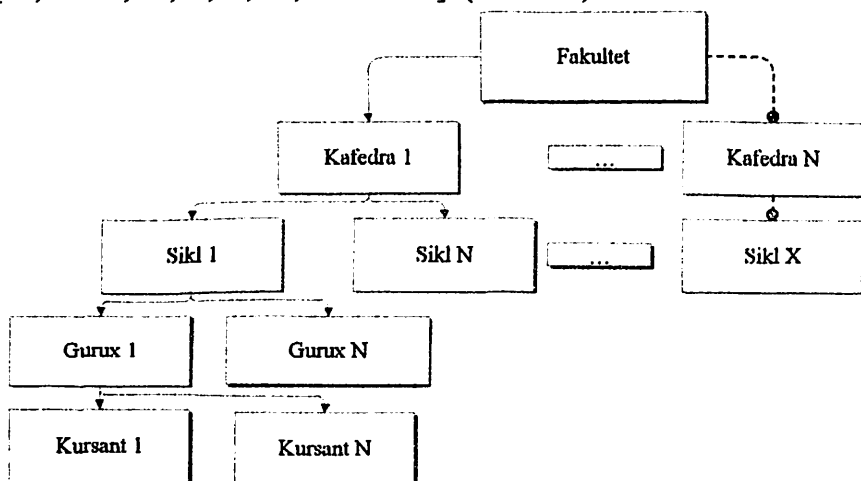 Fakultet
Kafedra 1
...
Kafedra N
Sikl 1
Sikl N
...
Sikl X
Gurux 1
Gurux N
Kursant 1
Kursant N